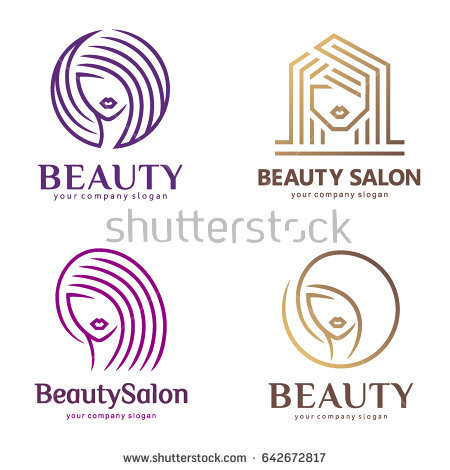 BEAUTY
your company slogan
BEAUTY SALON
your company slogan
shutterstock
BeautySalon
your company slogan
BEAUTY
your company slogan
www.shutterstock.com · 642672817